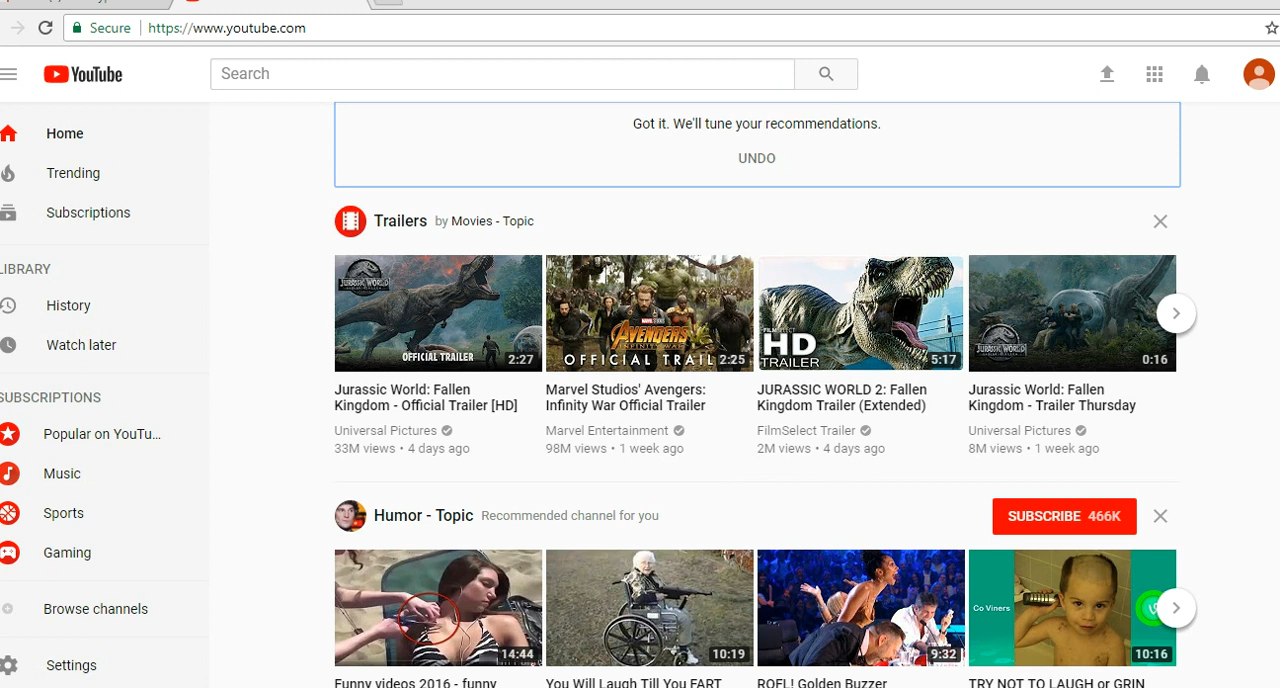 Secure https://www.youtube.com
YouTube
Search
Home
Trending
Subscriptions
LIBRARY
History
Watch later
SUBSCRIPTIONS
Popular on YouTu...
Music
Sports
Gaming
Browse channels
Settings
Got it. We'll tune your recommendations.
UNDO
Trailers by Movies - Topic
JURASSIC WORLD
OFFICIAL TRAILER
2:27
MARVEL STUDIOS
AVENGERS
INFINITY WAR
OFFICIAL TRAIL
2:25
FILMSELECT
HD
TRAILER
5:17
JURASSIC WORLD
0:16
Jurassic World: Fallen
Kingdom - Official Trailer [HD]
Universal Pictures
33M views • 4 days ago
Marvel Studios' Avengers:
Infinity War Official Trailer
Marvel Entertainment
98M views • 1 week ago
JURASSIC WORLD 2: Fallen
Kingdom Trailer (Extended)
FilmSelect Trailer
2M views • 4 days ago
Jurassic World: Fallen
Kingdom - Trailer Thursday
Universal Pictures
8M views • 1 week ago
Humor - Topic Recommended channel for you
SUBSCRIBE 466K
14:44
10:19
9:32
Co Viners
10:16
Funny videos 2016 - funny
You Will Laugh Till You FART
ROFL! Golden Buzzer
TRY NOT TO LAUGH or GRIN